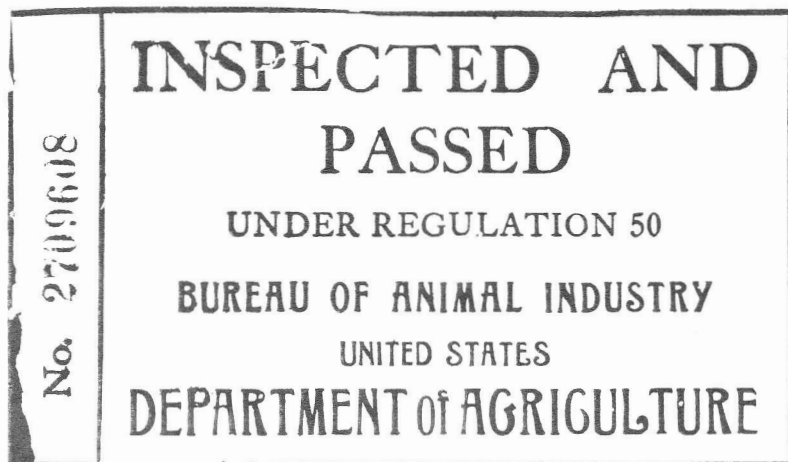 No. 2709608
INSPECTED AND
PASSED
UNDER REGULATION 50
BUREAU OF ANIMAL INDUSTRY
UNITED STATES
DEPARTMENT of AGRICULTURE